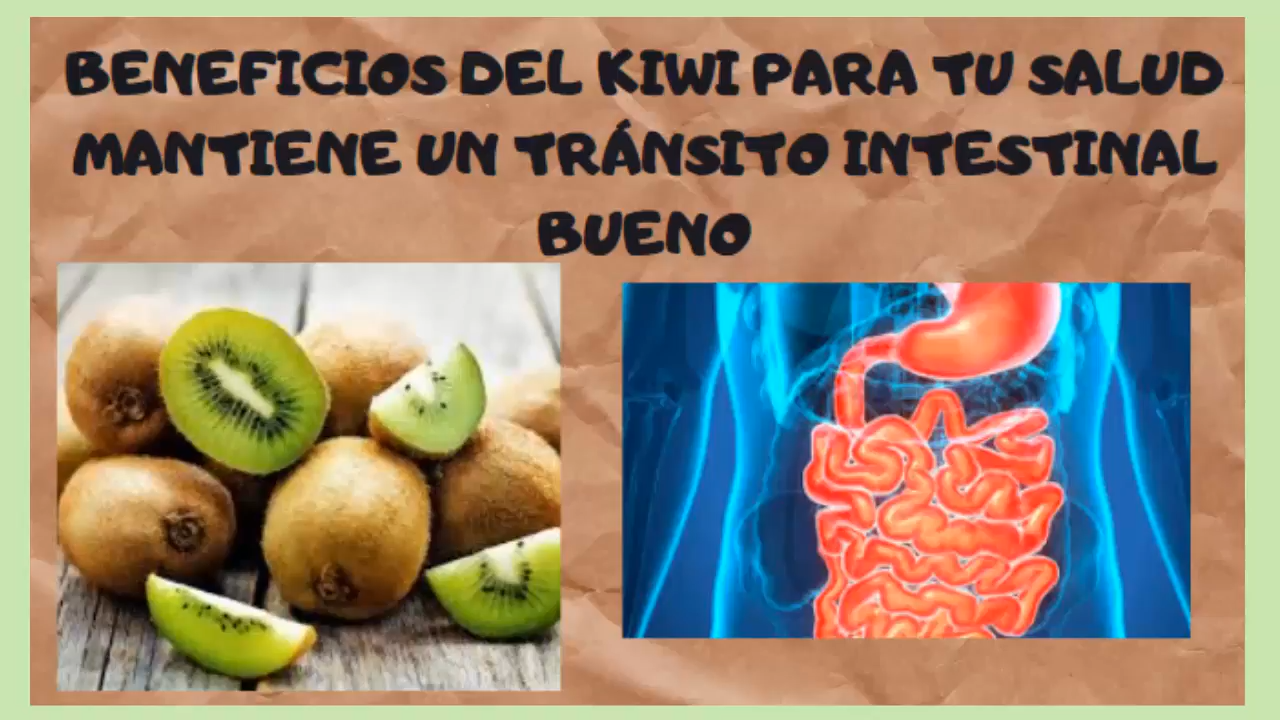 BENEFICIOS DEL KIWI PARA TU SALUD
MANTIENE UN TRÁNSITO INTESTINAL
BUENO